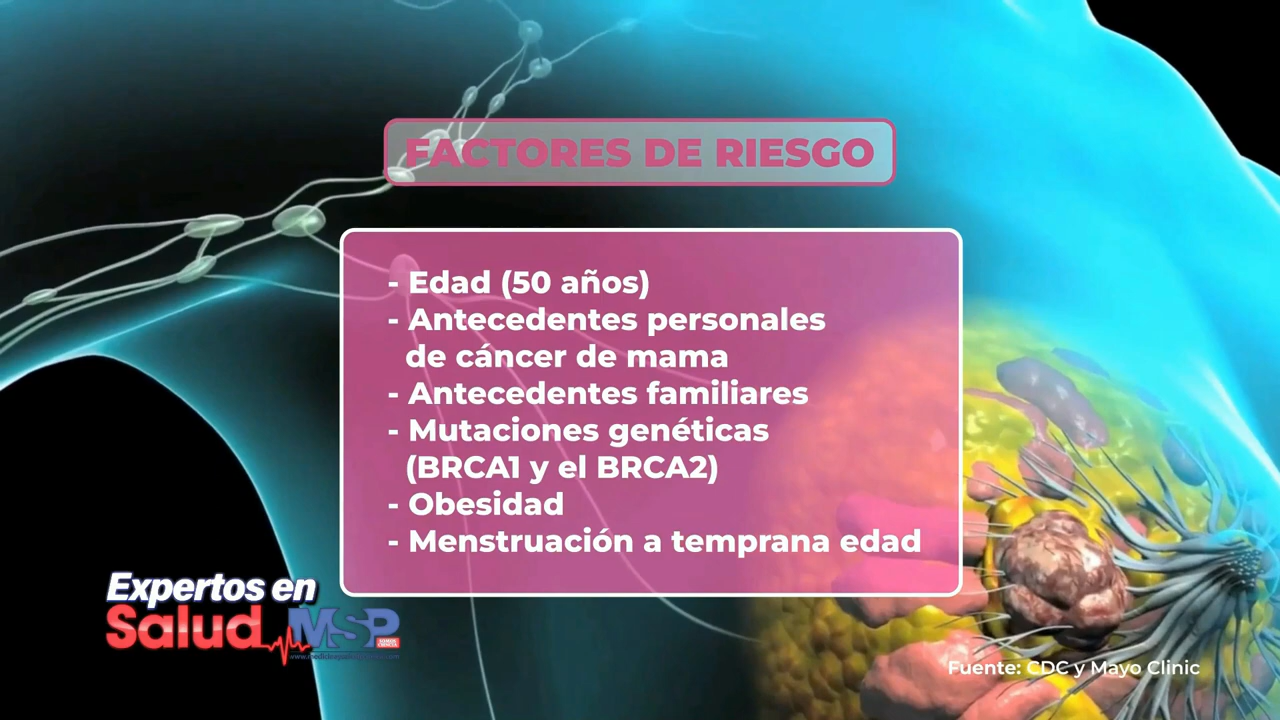 FACTORES DE RIESGO
- Edad (50 años)
- Antecedentes personales
de cáncer de mama
- Antecedentes familiares
- Mutaciones genéticas
(BRCA1 y el BRCA2)
- Obesidad
- Menstruación a temprana edad
Expertos en
Salud MSP
Fuente: CDC y Mayo Clinic